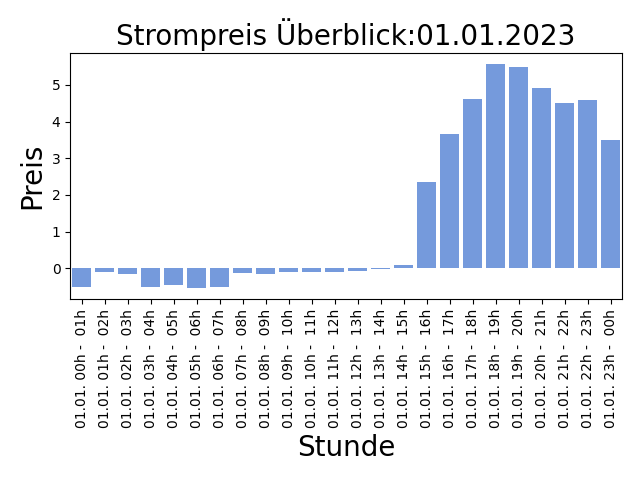 Strompreis Überblick:01.01.2023
Preis
5
4
3
2
1
0
01.01. 00h - 01h
01.01. 01h - 02h
01.01. 02h - 03h
01.01. 03h - 04h
01.01. 04h - 05h
01.01. 05h - 06h
01.01. 06h - 07h
01.01. 07h - 08h
01.01. 08h - 09h
01.01. 09h - 10h
01.01. 10h - 11h
01.01. 11h - 12h
01.01. 12h - 13h
01.01. 13h - 14h
01.01. 14h - 15h
01.01. 15h - 16h
01.01. 16h - 17h
01.01. 17h - 18h
01.01. 18h - 19h
01.01. 19h - 20h
01.01. 20h - 21h
01.01. 21h - 22h
01.01. 22h - 23h
01.01. 23h - 00h
Stunde